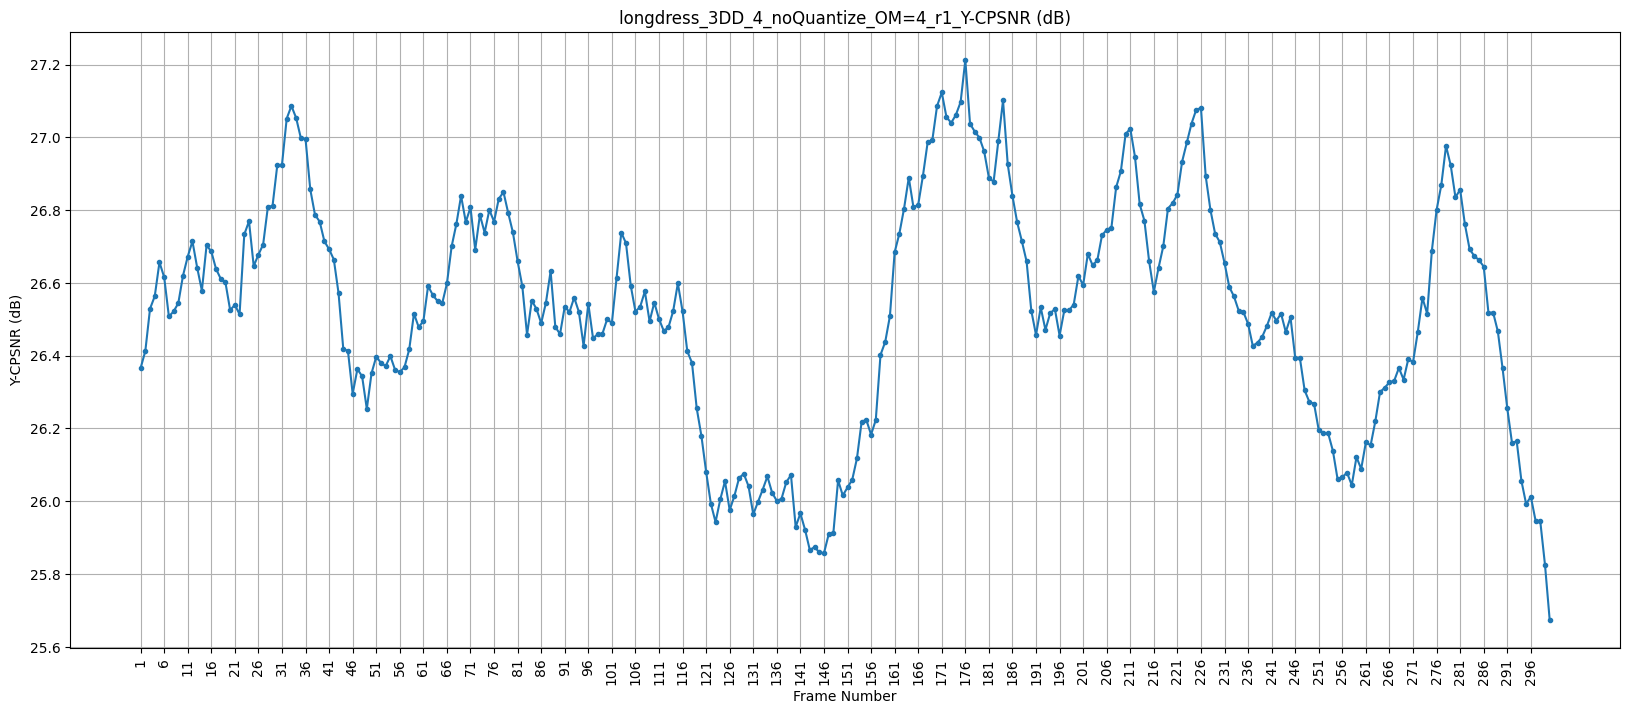 longdress_3DD_4_noQuantize_OM=4_r1_Y-CPSNR (dB)
27.2
27.0
26.8
26.6
26.4
26.2
26.0
25.8
25.6
Y-CPSNR (dB)
1 6 11 16 21 26 31 36 41 46 51 56 61 66 71 76 81 86 91 96 101 106 111 116 121 126 131 136 141 146 151 156 161 166 171 176 181 186 191 196 201 206 211 216 221 226 231 236 241 246 251 256 261 266 271 276 281 286 291 296
Frame Number